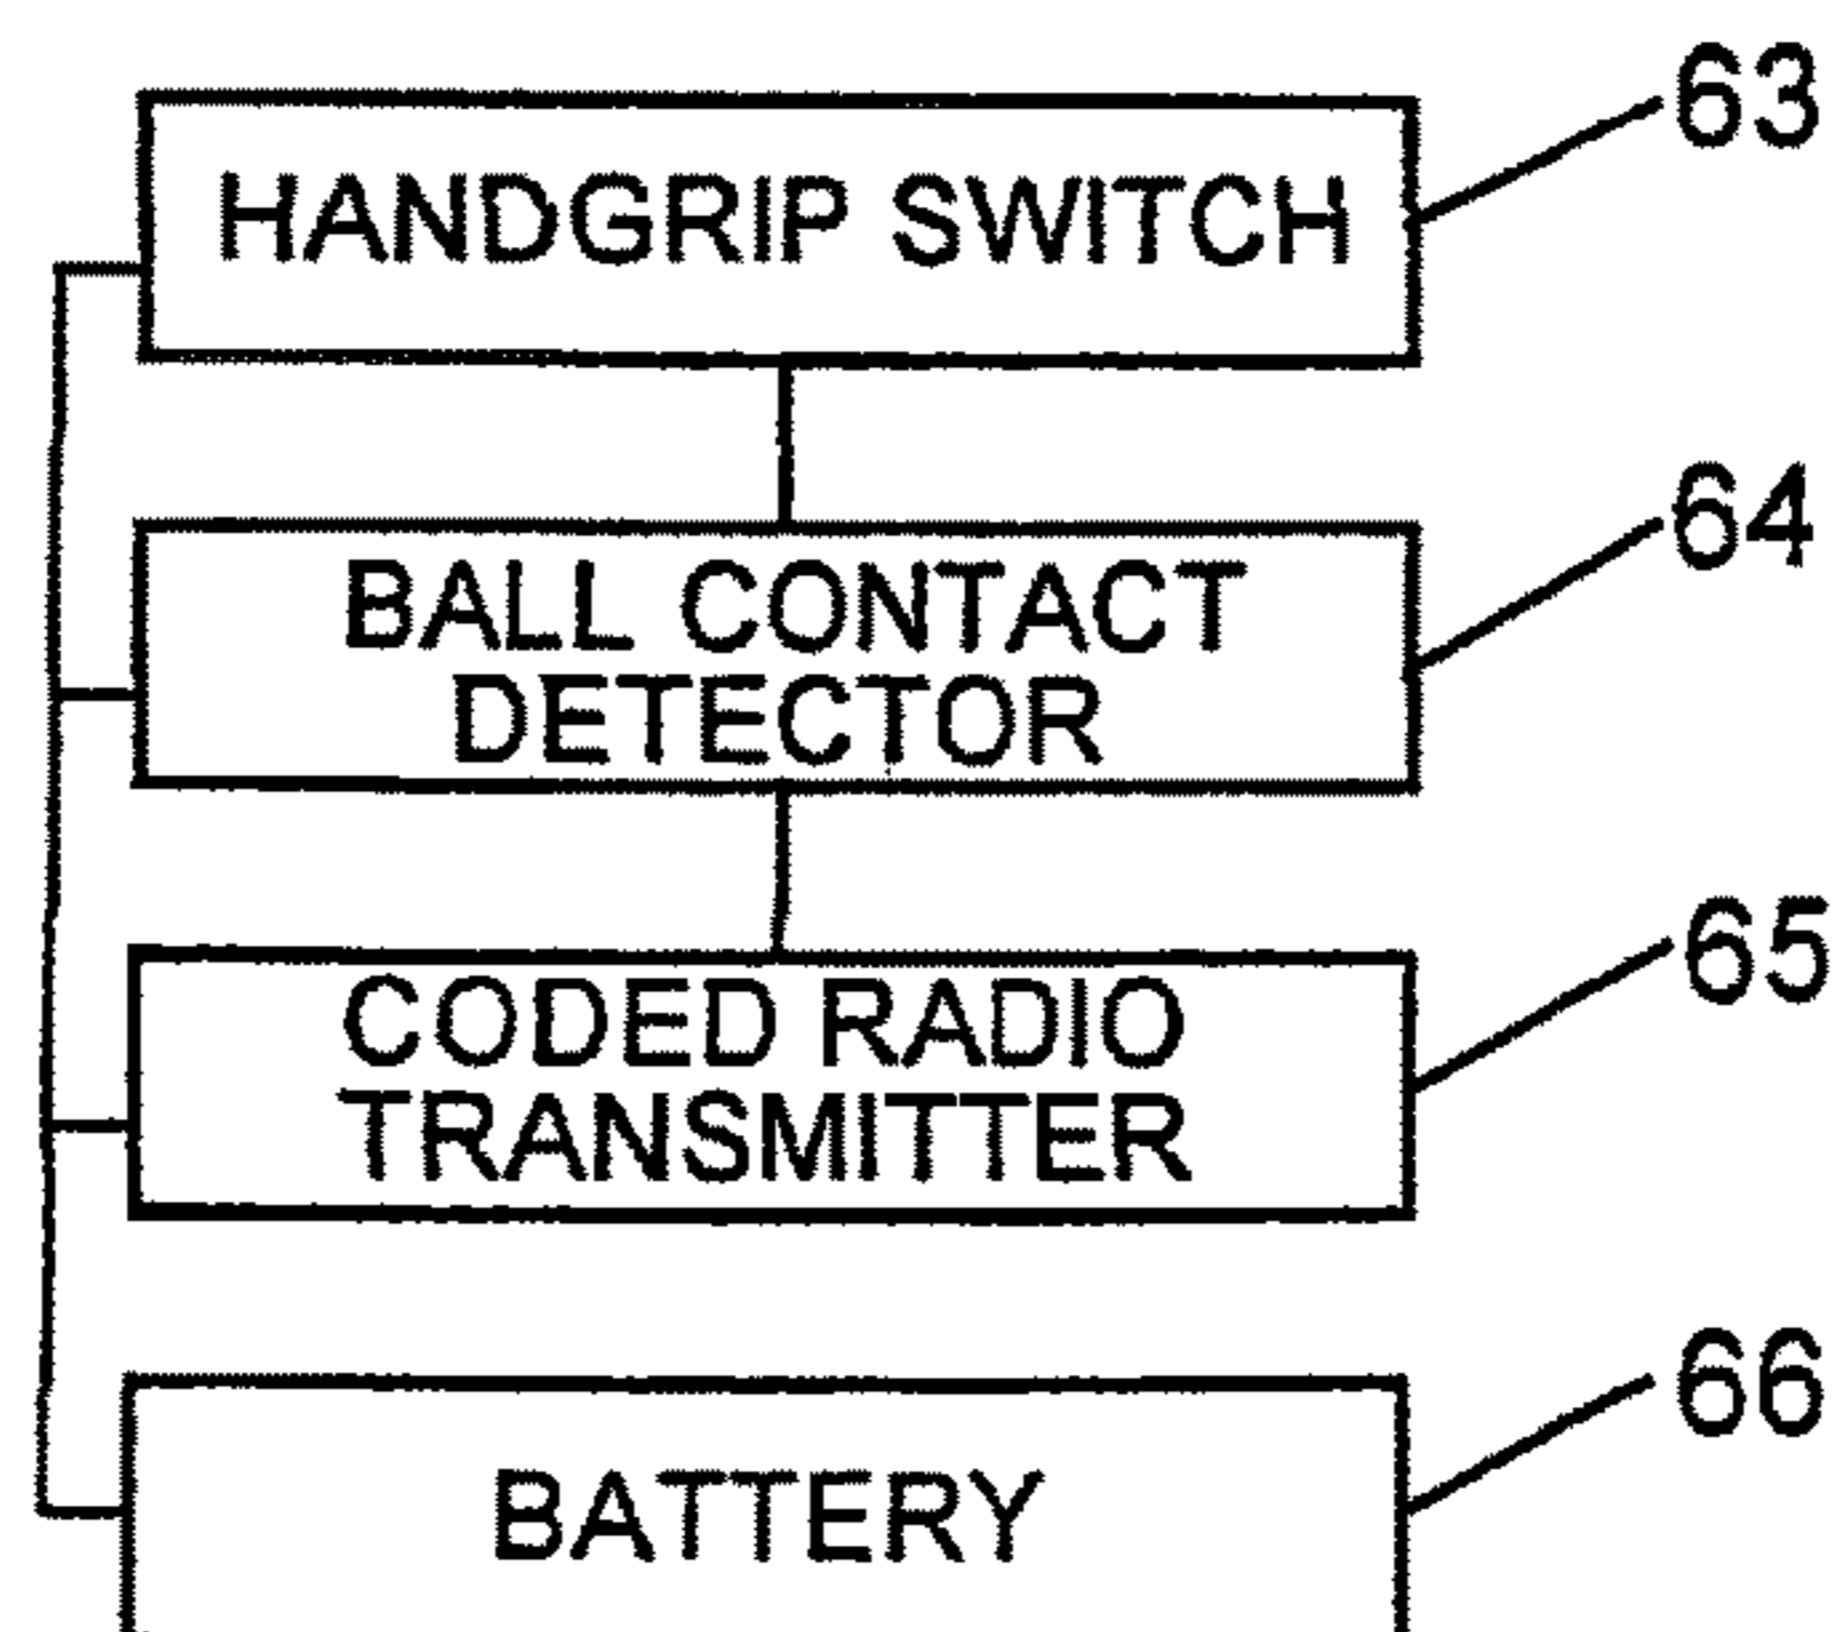 HANDGRIP SWITCH
63
BALL CONTACT
DETECTOR
64
CODED RADIO
TRANSMITTER
65
BATTERY
66